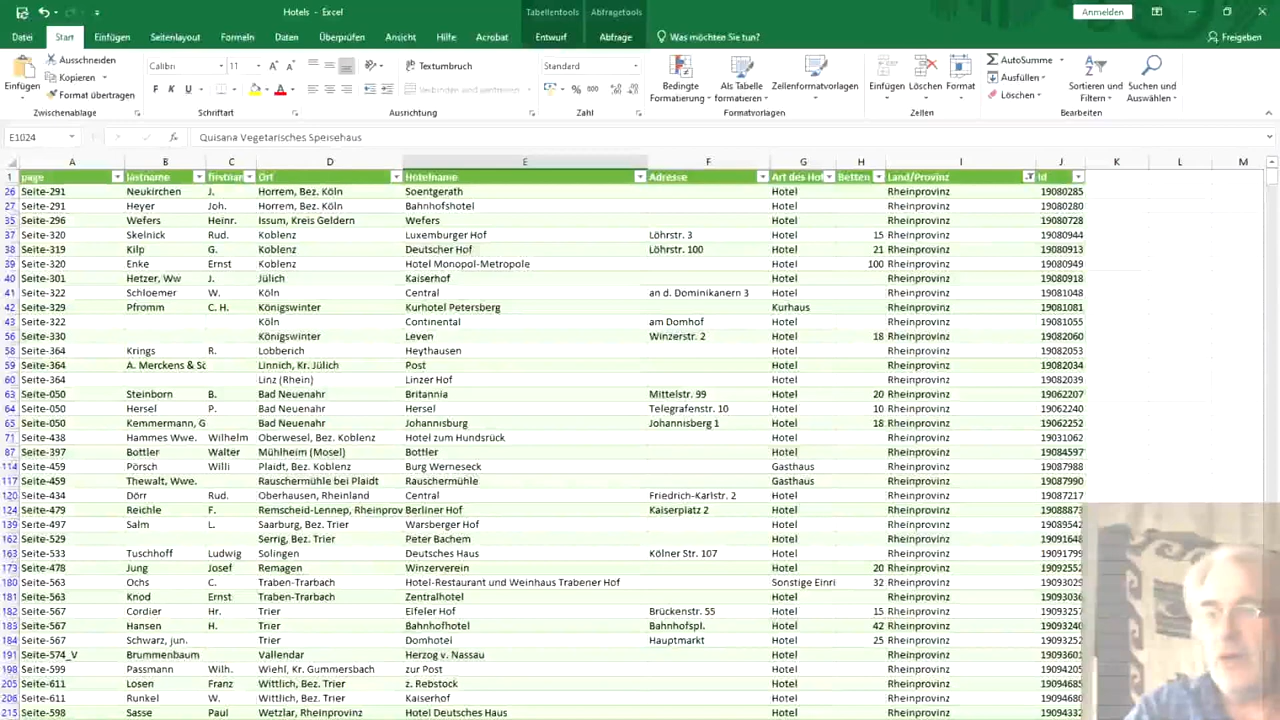 Hotels - Excel Tabellentools Abfragetools Anmelden
Datei Start Einfügen Seitenlayout Formeln Daten Überprüfen Ansicht Hilfe Acrobat Entwurf Abfrage Was möchten Sie tun? Freigeben
Ausschneiden Calibri 11 Textumbruch Standard AutoSumme
Einfügen Kopieren F K U Verbinden und zentrieren Bedingte Formatierung Als Tabelle formatieren Zellenformatvorlagen Einfügen Löschen Format Ausfüllen Sortieren und Filtern Suchen und Auswählen
Format übertragen Löschen
Zwischenablage Schriftart Ausrichtung Zahl Formatvorlagen Zellen Bearbeiten
E1024 fx Quisana Vegetarisches Speisehaus
A B C D E F G H I J K L M
1 page lastname firstnar Ort Hotelname Adresse Art des Hot Betten Land/Provinz id
26 Seite-291 Neukirchen J. Horrem, Bez. Köln Soentgerath Hotel Rheinprovinz 19080285
27 Seite-291 Heyer Joh. Horrem, Bez. Köln Bahnhofshotel Hotel Rheinprovinz 19080280
35 Seite-296 Wefers Heinr. Issum, Kreis Geldern Wefers Hotel Rheinprovinz 19080728
37 Seite-320 Skelnick Rud. Koblenz Luxemburger Hof Löhrstr. 3 Hotel 15 Rheinprovinz 19080944
38 Seite-319 Kilp G. Koblenz Deutscher Hof Löhrstr. 100 Hotel 21 Rheinprovinz 19080913
39 Seite-320 Enke Ernst Koblenz Hotel Monopol-Metropole Hotel 100 Rheinprovinz 19080949
40 Seite-301 Hetzer, Ww J. Jülich Kaiserhof Hotel Rheinprovinz 19080918
41 Seite-322 Schloemer W. Köln Central an d. Dominikanern 3 Hotel Rheinprovinz 19081048
42 Seite-329 Pfromm C. H. Königswinter Kurhotel Petersberg Kurhaus Rheinprovinz 19081081
43 Seite-322 Köln Continental am Domhof Hotel Rheinprovinz 19081055
56 Seite-330 Königswinter Leven Winzerstr. 2 Hotel 18 Rheinprovinz 19082060
58 Seite-364 Krings R. Lobberich Heythausen Hotel Rheinprovinz 19082053
59 Seite-364 A. Merckens & Sc Linnich, Kr. Jülich Post Hotel Rheinprovinz 19082034
60 Seite-364 Linz (Rhein) Linzer Hof Hotel Rheinprovinz 19082039
63 Seite-050 Steinborn B. Bad Neuenahr Britannia Mittelstr. 99 Hotel 20 Rheinprovinz 19062207
64 Seite-050 Hersel P. Bad Neuenahr Hersel Telegrafenstr. 10 Hotel 10 Rheinprovinz 19062240
65 Seite-050 Kemmermann, G Bad Neuenahr Johannisburg Johannisberg 1 Hotel 18 Rheinprovinz 19062252
71 Seite-438 Hammes Wwe. Wilhelm Oberwesel, Bez. Koblenz Hotel zum Hundsrück Hotel Rheinprovinz 19031062
87 Seite-397 Bottler Walter Mühlheim (Mosel) Bottler Hotel Rheinprovinz 19084597
114 Seite-459 Pörsch Willi Plaidt, Bez. Koblenz Burg Werneseck Gasthaus Rheinprovinz 19087988
117 Seite-459 Thewalt, Wwe. Rauschermühle bei Plaidt Rauschermühle Gasthaus Rheinprovinz 19087990
120 Seite-434 Dörr Rud. Oberhausen, Rheinland Central Friedrich-Karlstr. 2 Hotel Rheinprovinz 19087217
124 Seite-479 Reichle F. Remscheid-Lennep, Rheinprov Berliner Hof Kaiserplatz 2 Hotel Rheinprovinz 19088873
139 Seite-497 Salm L. Saarburg, Bez. Trier Warsberger Hof Hotel Rheinprovinz 19089542
162 Seite-529 Serrig, Bez. Trier Peter Bachem Hotel Rheinprovinz 19091648
163 Seite-533 Tuschhoff Ludwig Solingen Deutsches Haus Kölner Str. 107 Hotel Rheinprovinz 19091799
173 Seite-478 Jung Josef Remagen Winzerverein Hotel 20 Rheinprovinz 19092552
180 Seite-563 Ochs C. Traben-Trarbach Hotel-Restaurant und Weinhaus Trabener Hof Sonstige Einri 32 Rheinprovinz 19093029
181 Seite-563 Knod Ernst Traben-Trarbach Zentralhotel Hotel Rheinprovinz 19093036
182 Seite-567 Cordier Hr. Trier Eifeler Hof Brückenstr. 55 Hotel 15 Rheinprovinz 19093257
183 Seite-567 Hansen H. Trier Bahnhofhotel Bahnhofspl. Hotel 42 Rheinprovinz 19093240
184 Seite-567 Schwarz, jun. Trier Domhotel Hauptmarkt Hotel 25 Rheinprovinz 19093252
191 Seite-574_V Brummenbaum Vallendar Herzog v. Nassau Hotel Rheinprovinz 19093601
198 Seite-599 Passmann Wilh. Wiehl, Kr. Gummersbach zur Post Hotel Rheinprovinz 19094205
205 Seite-611 Losen Franz Wittlich, Bez. Trier z. Rebstock Hotel Rheinprovinz 19094685
206 Seite-611 Runkel W. Wittlich, Bez. Trier Kaiserhof Hotel Rheinprovinz 19094680
215 Seite-598 Sasse Paul Wetzlar, Rheinprovinz Hotel Deutsches Haus Hotel Rheinprovinz 19094332